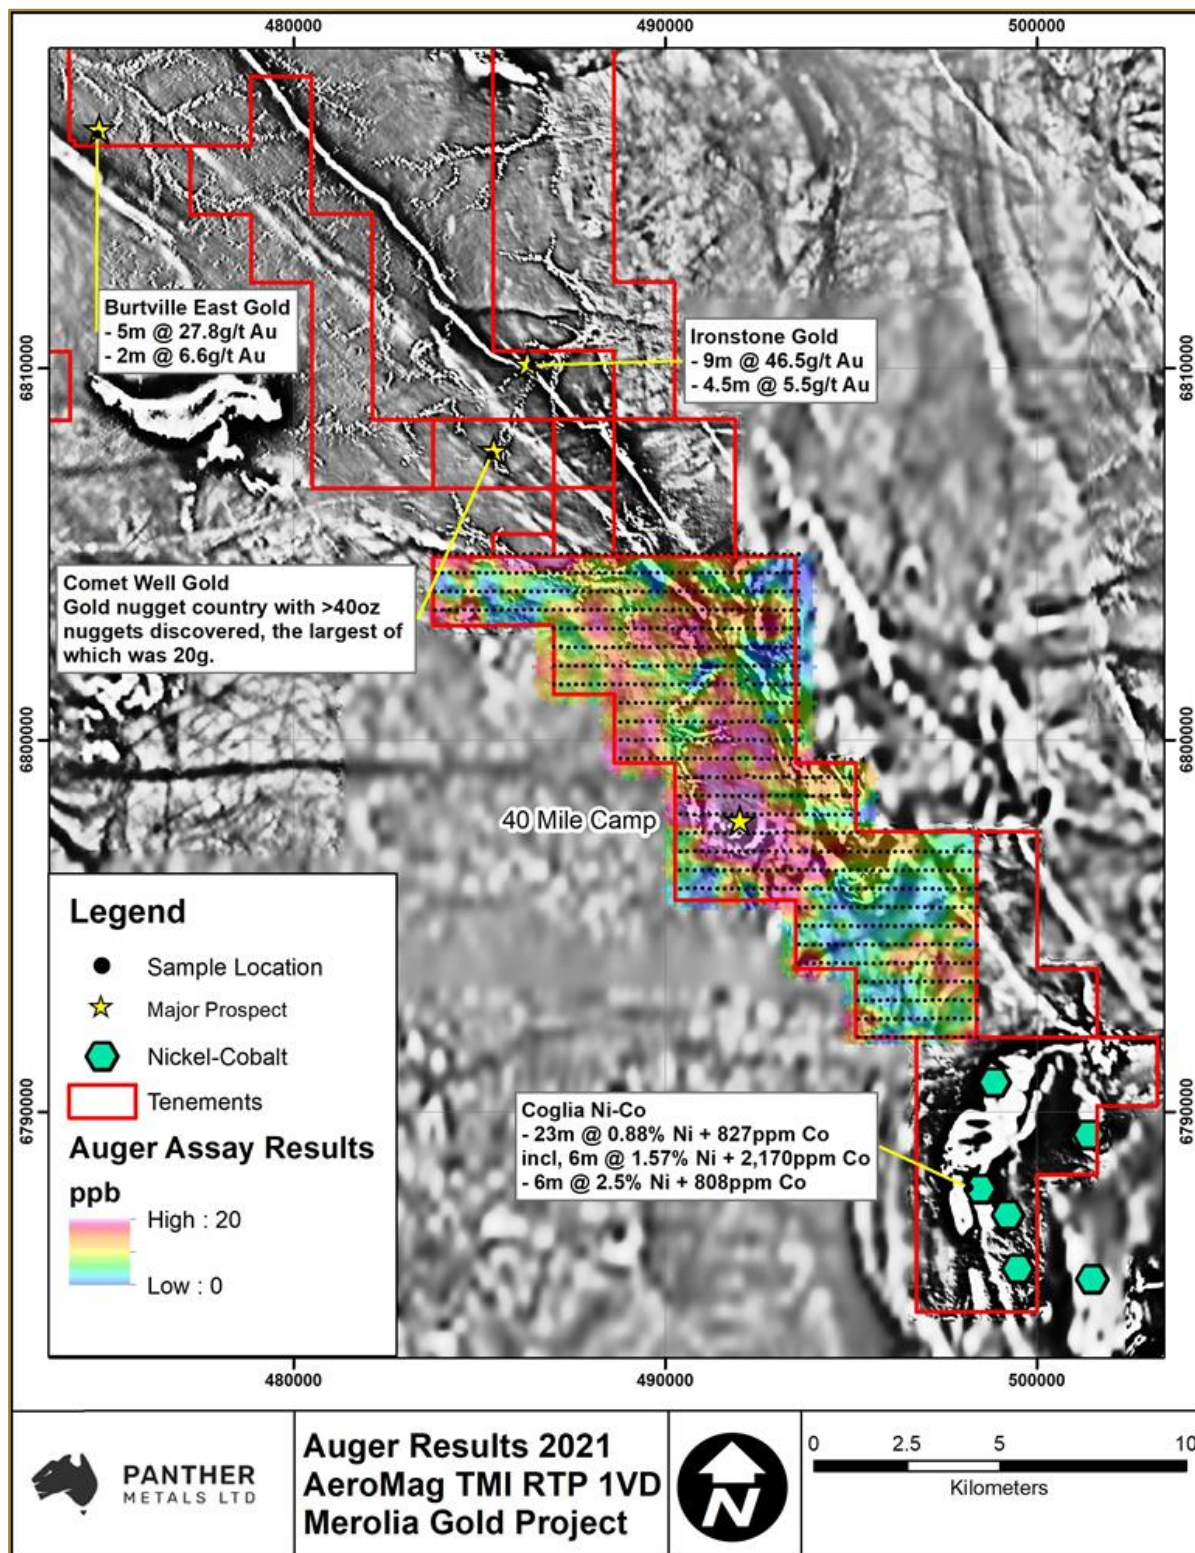 480000
490000
500000
6810000
6810000
Burtville East Gold
- 5m @ 27.8g/t Au
- 2m @ 6.6g/t Au
Ironstone Gold
- 9m @ 46.5g/t Au
- 4.5m @ 5.5g/t Au
Comet Well Gold
Gold nugget country with >40oz
nuggets discovered, the largest of
which was 20g.
6800000
6800000
40 Mile Camp
Legend
Sample Location
Major Prospect
Nickel-Cobalt
Tenements
Auger Assay Results
ppb
High : 20
Low : 0
Coglia Ni-Co
- 23m @ 0.88% Ni + 827ppm Co
incl, 6m @ 1.57% Ni + 2,170ppm Co
- 6m @ 2.5% Ni + 808ppm Co
6790000
6790000
480000
490000
500000
PANTHER
METALS LTD
Auger Results 2021
AeroMag TMI RTP 1VD
Merolia Gold Project
N
0
2.5
5
10
Kilometers